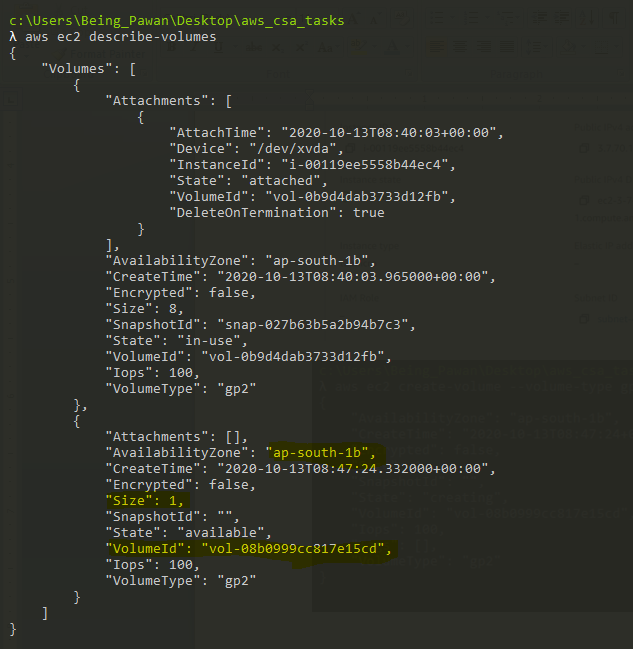 c:\Users\Being_Pawan\Desktop\aws_csa_tasks
λ aws ec2 describe-volumes
{
    "Volumes": [
        {
            "Attachments": [
                {
                    "AttachTime": "2020-10-13T08:40:03+00:00",
                    "Device": "/dev/xvda",
                    "InstanceId": "i-00119ee5558b44ec4",
                    "State": "attached",
                    "VolumeId": "vol-0b9d4dab3733d12fb",
                    "DeleteOnTermination": true
                }
            ],
            "AvailabilityZone": "ap-south-1b",
            "CreateTime": "2020-10-13T08:40:03.965000+00:00",
            "Encrypted": false,
            "Size": 8,
            "SnapshotId": "snap-027b63b5a2b94b7c3",
            "State": "in-use",
            "VolumeId": "vol-0b9d4dab3733d12fb",
            "Iops": 100,
            "VolumeType": "gp2"
        },
        {
            "Attachments": [],
            "AvailabilityZone": "ap-south-1b",
            "CreateTime": "2020-10-13T08:47:24.332000+00:00",
            "Encrypted": false,
            "Size": 1,
            "SnapshotId": "",
            "State": "available",
            "VolumeId": "vol-08b0999cc817e15cd",
            "Iops": 100,
            "VolumeType": "gp2"
        }
    ]
}